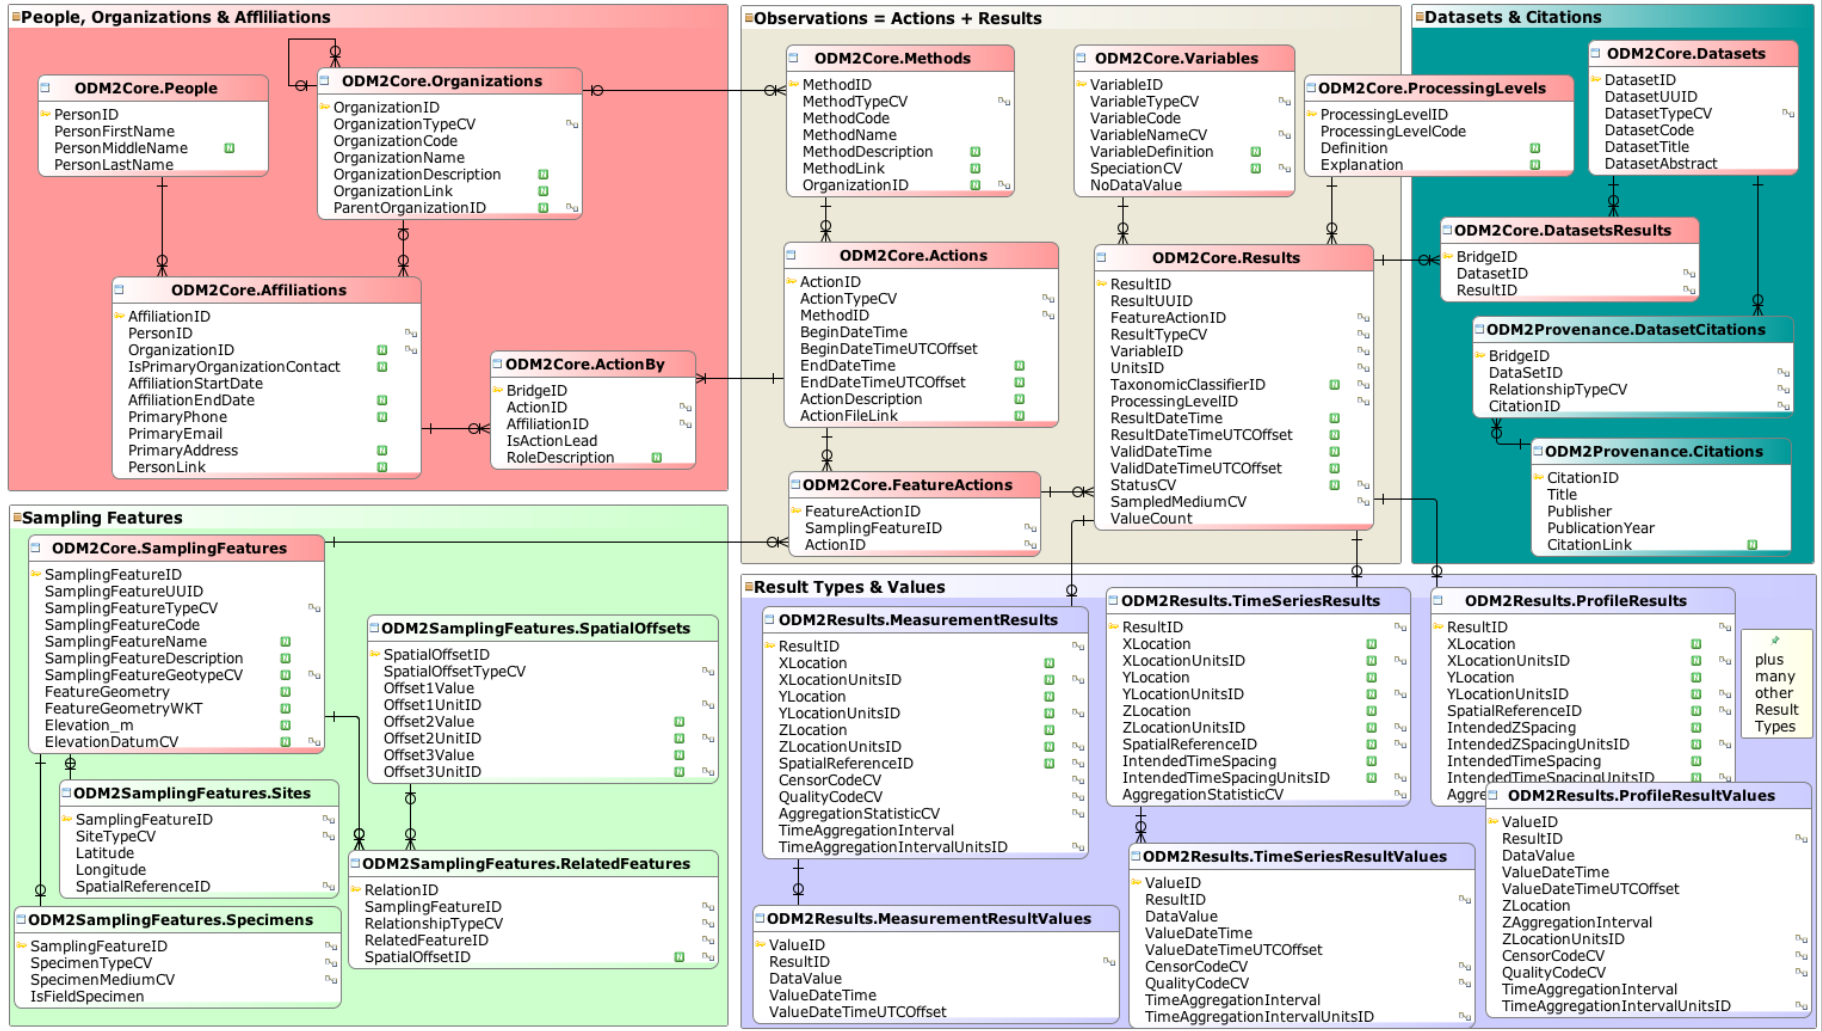 People, Organizations & Affliliations
ODM2Core.People
PersonID
PersonFirstName
PersonMiddleName
PersonLastName
ODM2Core.Organizations
OrganizationID
OrganizationTypeCV
OrganizationCode
OrganizationName
OrganizationDescription
OrganizationLink
ParentOrganizationID
ODM2Core.Affiliations
AffiliationID
PersonID
OrganizationID
IsPrimaryOrganizationContact
AffiliationStartDate
AffiliationEndDate
PrimaryPhone
PrimaryEmail
PrimaryAddress
PersonLink
ODM2Core.ActionBy
BridgeID
ActionID
AffiliationID
IsActionLead
RoleDescription
Observations = Actions + Results
ODM2Core.Methods
MethodID
MethodTypeCV
MethodCode
MethodName
MethodDescription
MethodLink
OrganizationID
ODM2Core.Variables
VariableID
VariableTypeCV
VariableCode
VariableNameCV
VariableDefinition
SpeciationCV
NoDataValue
ODM2Core.ProcessingLevels
ProcessingLevelID
ProcessingLevelCode
Definition
Explanation
ODM2Core.Actions
ActionID
ActionTypeCV
MethodID
BeginDateTime
BeginDateTimeUTCOffset
EndDateTime
EndDateTimeUTCOffset
ActionDescription
ActionFileLink
ODM2Core.Results
ResultID
ResultUUID
FeatureActionID
ResultTypeCV
VariableID
UnitsID
TaxonomicClassifierID
ProcessingLevelID
ResultDateTime
ResultDateTimeUTCOffset
ValidDateTime
ValidDateTimeUTCOffset
StatusCV
SampledMediumCV
ValueCount
ODM2Core.FeatureActions
FeatureActionID
SamplingFeatureID
ActionID
Datasets & Citations
ODM2Core.Datasets
DatasetID
DatasetUUID
DatasetTypeCV
DatasetCode
DatasetTitle
DatasetAbstract
ODM2Core.DatasetsResults
BridgeID
DatasetID
ResultID
ODM2Provenance.DatasetCitations
BridgeID
DataSetID
RelationshipTypeCV
CitationID
ODM2Provenance.Citations
CitationID
Title
Publisher
PublicationYear
CitationLink
Sampling Features
ODM2Core.SamplingFeatures
SamplingFeatureID
SamplingFeatureUUID
SamplingFeatureTypeCV
SamplingFeatureCode
SamplingFeatureName
SamplingFeatureDescription
SamplingFeatureGeotypeCV
FeatureGeometry
FeatureGeometryWKT
Elevation_m
ElevationDatumCV
ODM2SamplingFeatures.SpatialOffsets
SpatialOffsetID
SpatialOffsetTypeCV
Offset1Value
Offset1UnitID
Offset2Value
Offset2UnitID
Offset3Value
Offset3UnitID
ODM2SamplingFeatures.Sites
SamplingFeatureID
SiteTypeCV
Latitude
Longitude
SpatialReferenceID
ODM2SamplingFeatures.RelatedFeatures
RelationID
SamplingFeatureID
RelationshipTypeCV
RelatedFeatureID
SpatialOffsetID
ODM2SamplingFeatures.Specimens
SamplingFeatureID
SpecimenTypeCV
SpecimenMediumCV
IsFieldSpecimen
Result Types & Values
ODM2Results.MeasurementResults
ResultID
XLocation
XLocationUnitsID
YLocation
YLocationUnitsID
ZLocation
ZLocationUnitsID
SpatialReferenceID
CensorCodeCV
QualityCodeCV
AggregationStatisticCV
TimeAggregationInterval
TimeAggregationIntervalUnitsID
ODM2Results.MeasurementResultValues
ValueID
ResultID
DataValue
ValueDateTime
ValueDateTimeUTCOffset
ODM2Results.TimeSeriesResults
ResultID
XLocation
XLocationUnitsID
YLocation
YLocationUnitsID
ZLocation
ZLocationUnitsID
SpatialReferenceID
IntendedTimeSpacing
IntendedTimeSpacingUnitsID
AggregationStatisticCV
ODM2Results.TimeSeriesResultValues
ValueID
ResultID
DataValue
ValueDateTime
ValueDateTimeUTCOffset
CensorCodeCV
QualityCodeCV
TimeAggregationInterval
TimeAggregationIntervalUnitsID
ODM2Results.ProfileResults
ResultID
XLocation
XLocationUnitsID
YLocation
YLocationUnitsID
SpatialReferenceID
IntendedZSpacing
IntendedZSpacingUnitsID
IntendedTimeSpacing
IntendedTimeSpacingUnitsID
Aggre
ODM2Results.ProfileResultValues
ValueID
ResultID
DataValue
ValueDateTime
ValueDateTimeUTCOffset
ZLocation
ZAggregationInterval
ZLocationUnitsID
CensorCodeCV
QualityCodeCV
TimeAggregationInterval
TimeAggregationIntervalUnitsID
plus
many
other
Result
Types